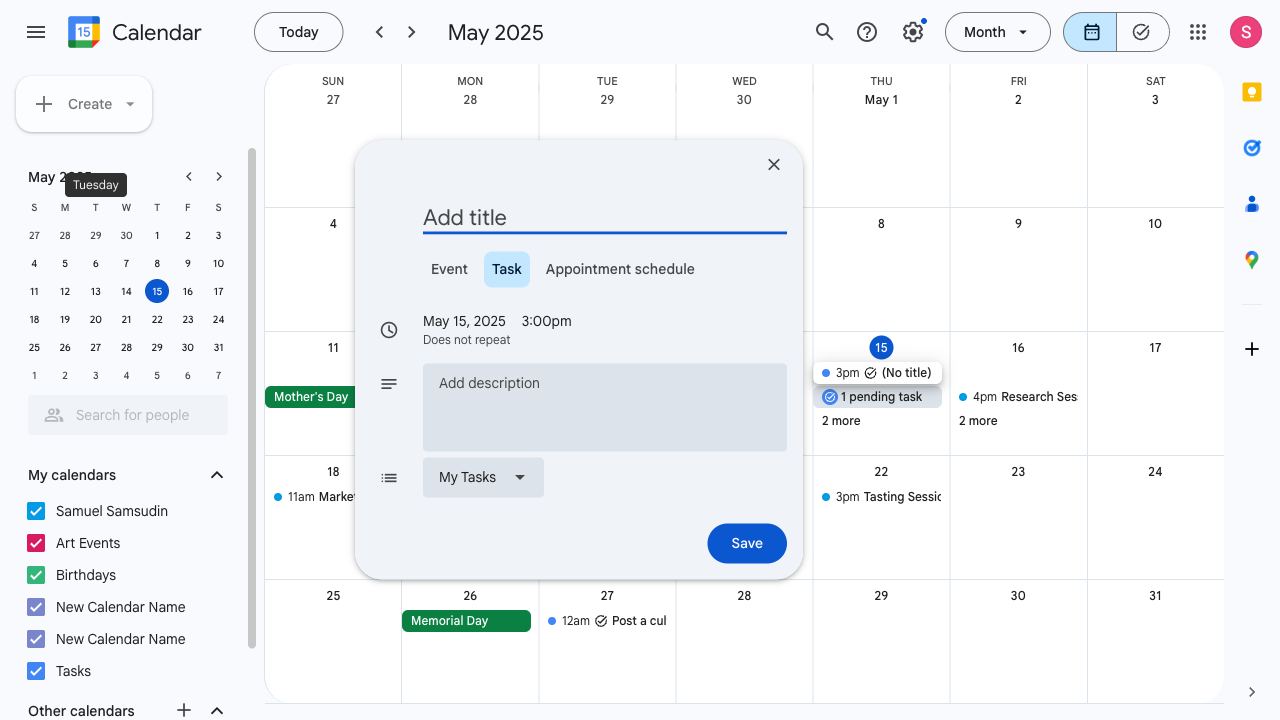 15 Calendar Today May 2025 Month S
Create
May 2025
Tuesday
S M T W T F S
27 28 29 30 1 2 3
4 5 6 7 8 9 10
11 12 13 14 15 16 17
18 19 20 21 22 23 24
25 26 27 28 29 30 31
1 2 3 4 5 6 7
Search for people
My calendars
Samuel Samsudin
Art Events
Birthdays
New Calendar Name
New Calendar Name
Tasks
Other calendars
SUN MON TUE WED THU FRI SAT
27 28 29 30 May 1 2 3
4 8 9 10
11 15 16 17
Mother's Day
3pm (No title)
1 pending task
2 more
4pm Research Ses
2 more
18 22 23 24
11am Marke
3pm Tasting Sessio
25 26 27 28 29 30 31
Memorial Day
12am Post a cul
Add title
Event Task Appointment schedule
May 15, 2025 3:00pm
Does not repeat
Add description
My Tasks
Save